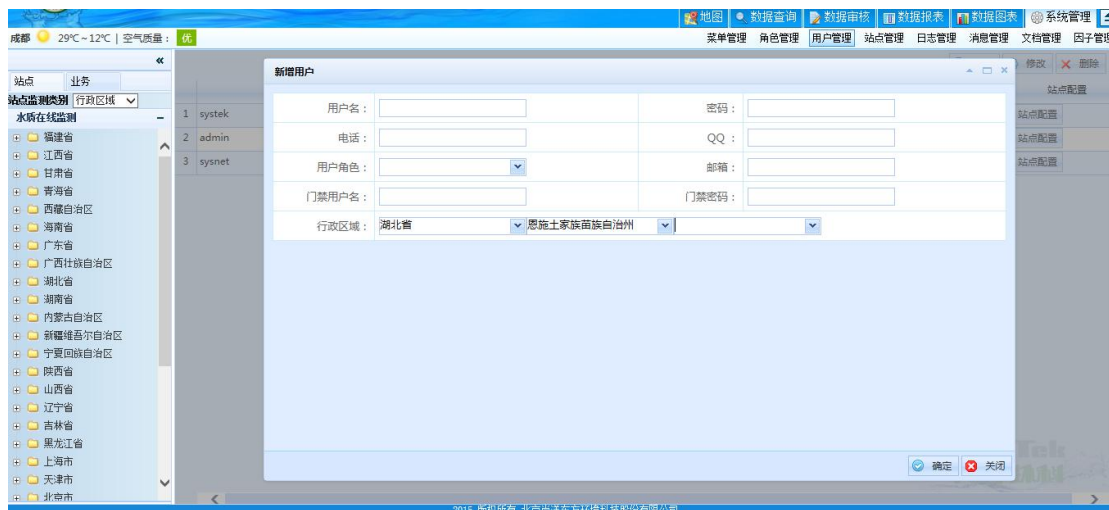 地图 数据查询 数据审核 数据报表 数据图表 系统管理
成都 29℃~12℃ | 空气质量： 优 菜单管理 角色管理 用户管理 站点管理 日志管理 消息管理 文档管理 因子管理
« 新增用户 修改 删除
站点 业务 站点配置
站点监测类别 行政区域
水质在线监测 −
1 systek 站点配置
2 admin 站点配置
3 sysnet 站点配置
用户名： 密码：
电话： QQ ：
用户角色： 邮箱：
门禁用户名： 门禁密码：
行政区域： 湖北省 恩施土家族苗族自治州
福建省
江西省
甘肃省
青海省
西藏自治区
海南省
广东省
广西壮族自治区
湖北省
湖南省
内蒙古自治区
新疆维吾尔自治区
宁夏回族自治区
陕西省
山西省
辽宁省
吉林省
黑龙江省
上海市
天津市
北京市
确定 关闭